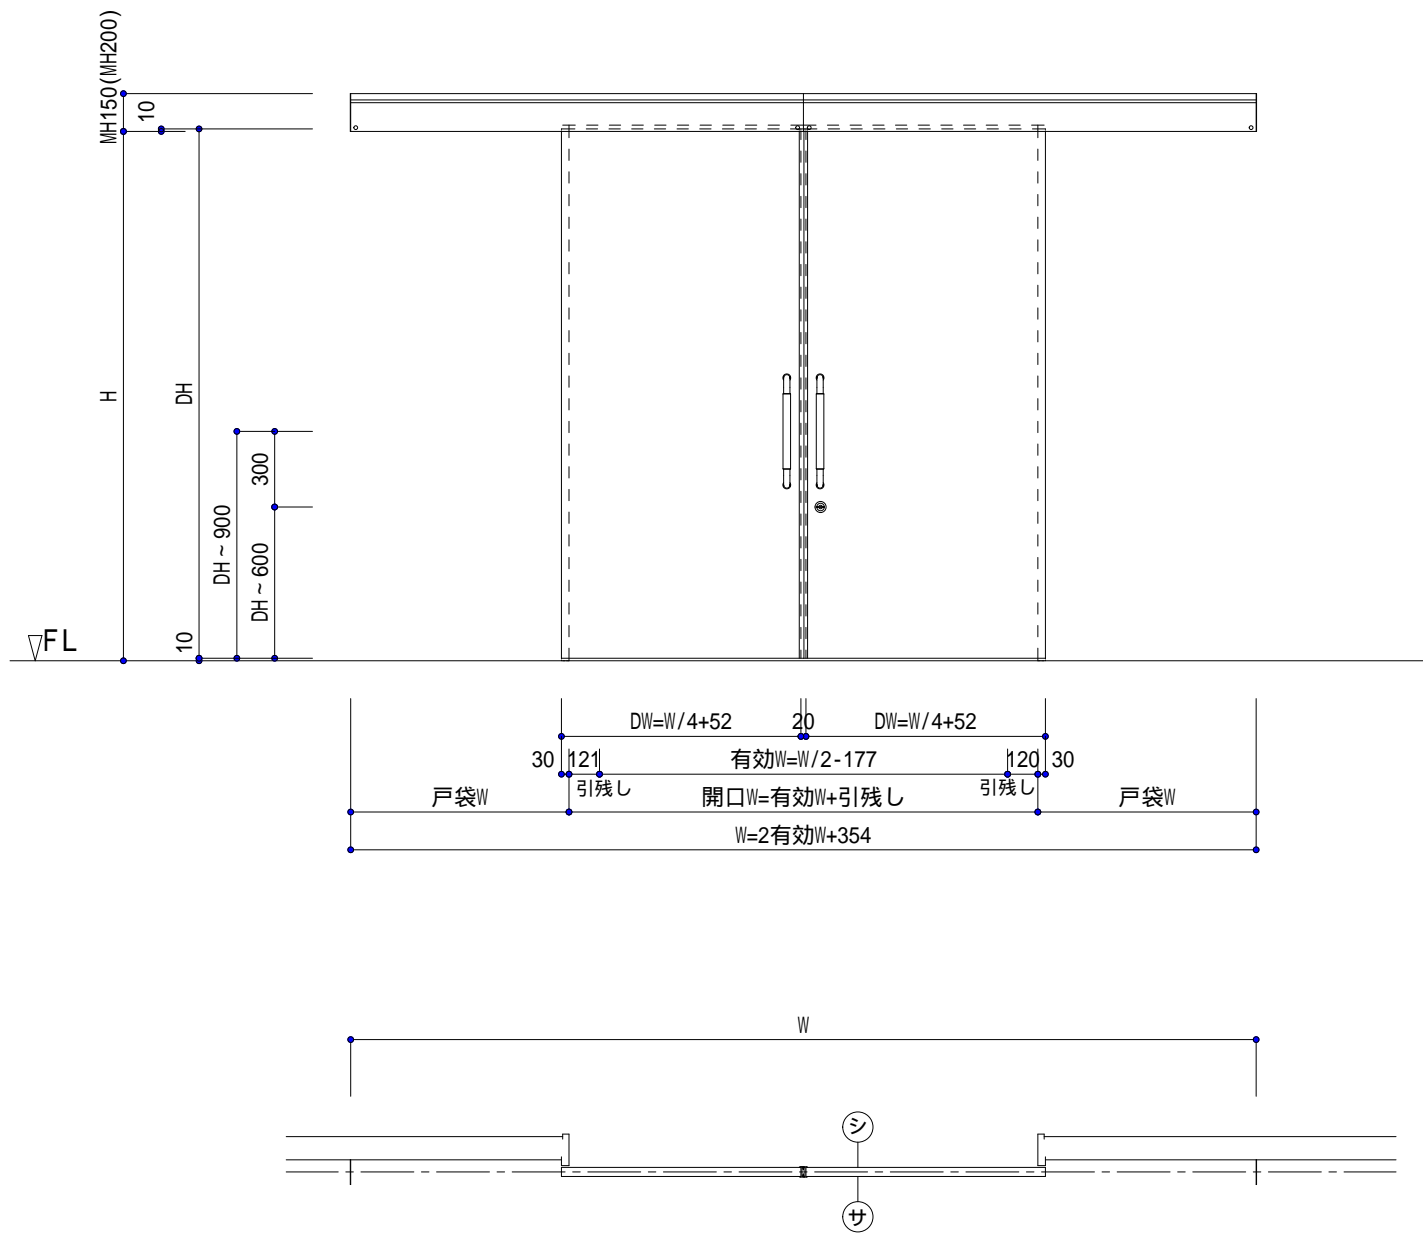 MH150(MH200)
10
H
DH
300
DH~900
DH~600
10
FL
DW=W/4+52
20
DW=W/4+52
30
121
有効W=W/2-177
120
30
引残し
引残し
戸袋W
開口W=有効W+引残し
戸袋W
W=2有効W+354
W
シ
サ